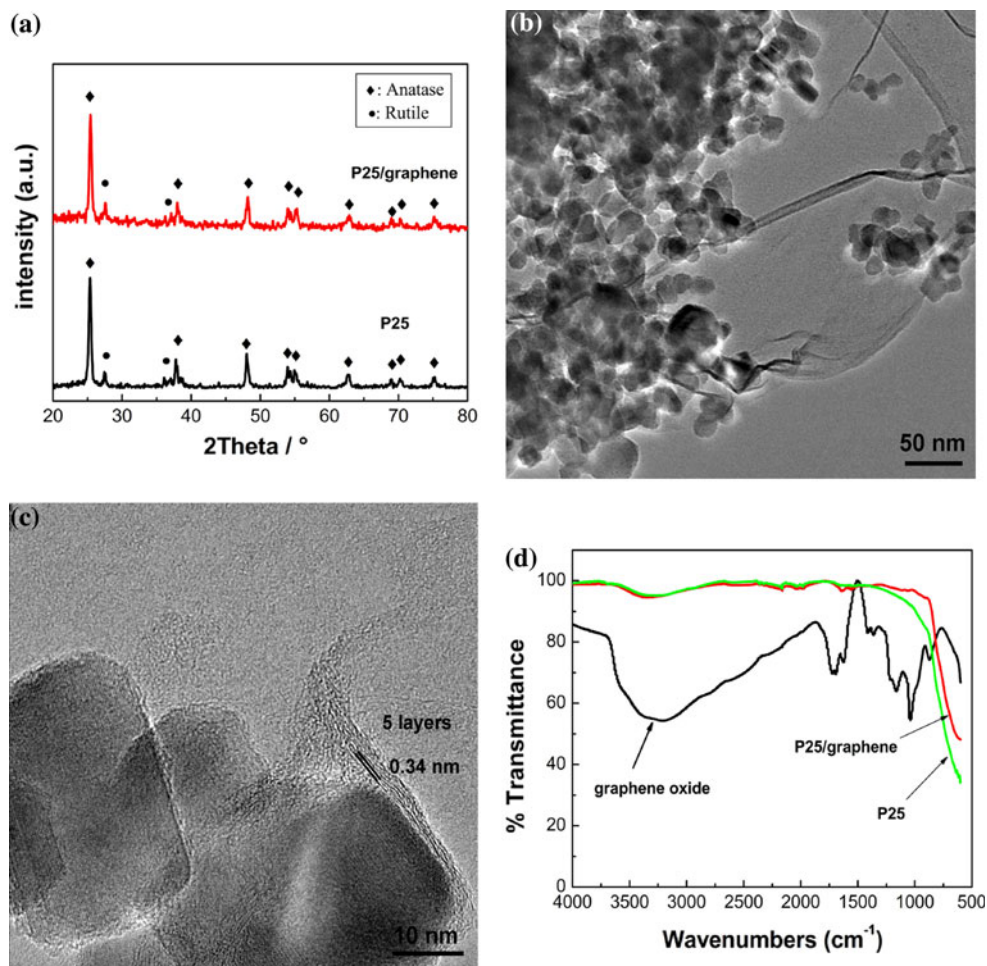 (a)
◆: Anatase
●: Rutile
P25/graphene
P25
intensity (a.u.)
20 30 40 50 60 70 80
2Theta / °
(b)
50 nm
(c)
5 layers
0.34 nm
10 nm
(d)
100
80
60
40
20
0
% Transmittance
graphene oxide
P25/graphene
P25
4000 3500 3000 2500 2000 1500 1000 500
Wavenumbers (cm⁻¹)